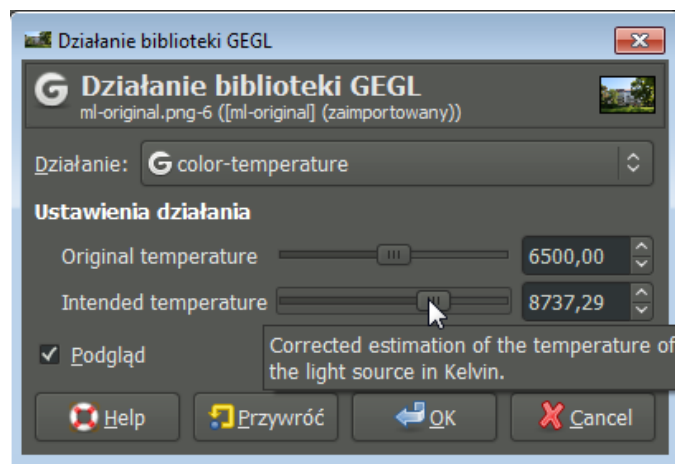 Działanie biblioteki GEGL
Działanie biblioteki GEGL
ml-original.png-6 ([ml-original] (zaimportowany))
Działanie: color-temperature
Ustawienia działania
Original temperature 6500,00
Intended temperature 8737,29
Podgląd
Corrected estimation of the temperature of
the light source in Kelvin.
Help Przywróć OK Cancel